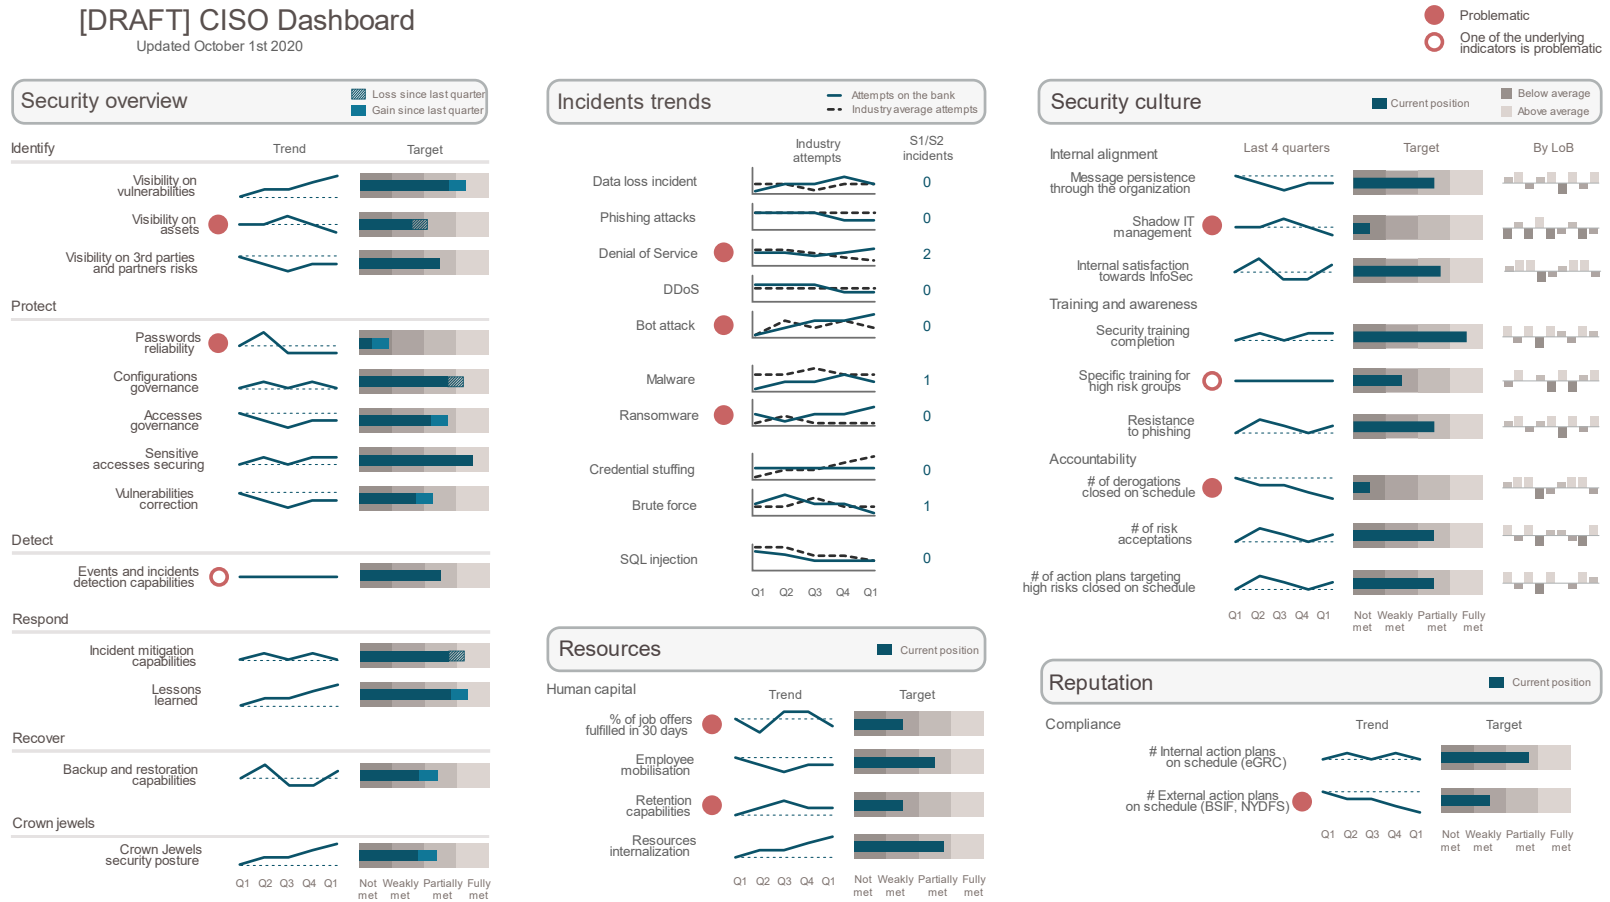 [DRAFT] CISO Dashboard
Updated October 1st 2020
Problematic
One of the underlying
indicators is problematic
Security overview
Loss since last quarter
Gain since last quarter
Identify
Trend
Target
Visibility on
vulnerabilities
Visibility on
assets
Visibility on 3rd parties
and partners risks
Protect
Passwords
reliability
Configurations
governance
Accesses
governance
Sensitive
accesses securing
Vulnerabilities
correction
Detect
Events and incidents
detection capabilities
Respond
Incident mitigation
capabilities
Lessons
learned
Recover
Backup and restoration
capabilities
Crown jewels
Crown Jewels
security posture
Q1 Q2 Q3 Q4 Q1
Not Weakly Partially Fully
met met met met
Incidents trends
Attempts on the bank
Industry average attempts
Industry
attempts
S1/S2
incidents
Data loss incident 0
Phishing attacks 0
Denial of Service 2
DDoS 0
Bot attack 0
Malware 1
Ransomware 0
Credential stuffing 0
Brute force 1
SQL injection 0
Q1 Q2 Q3 Q4 Q1
Resources
Current position
Human capital
Trend
Target
% of job offers
fulfilled in 30 days
Employee
mobilisation
Retention
capabilities
Resources
internalization
Q1 Q2 Q3 Q4 Q1
Not Weakly Partially Fully
met met met met
Security culture
Current position
Below average
Above average
Internal alignment
Last 4 quarters
Target
By LoB
Message persistence
through the organization
Shadow IT
management
Internal satisfaction
towards InfoSec
Training and awareness
Security training
completion
Specific training for
high risk groups
Resistance
to phishing
Accountability
# of derogations
closed on schedule
# of risk
acceptations
# of action plans targeting
high risks closed on schedule
Q1 Q2 Q3 Q4 Q1
Not Weakly Partially Fully
met met met met
Reputation
Current position
Compliance
Trend
Target
# Internal action plans
on schedule (eGRC)
# External action plans
on schedule (BSIF, NYDFS)
Q1 Q2 Q3 Q4 Q1
Not Weakly Partially Fully
met met met met